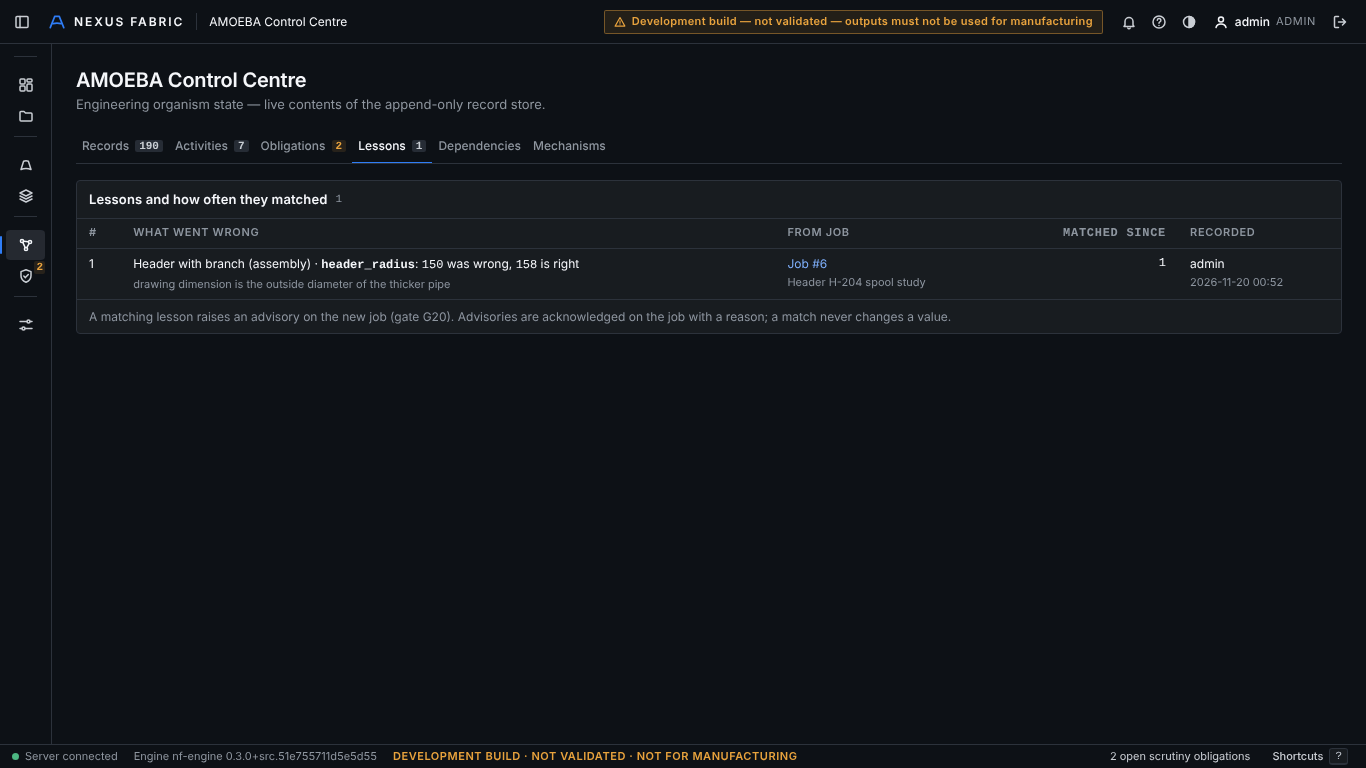 NEXUS FABRIC AMOEBA Control Centre Development build — not validated — outputs must not be used for manufacturing admin ADMIN
AMOEBA Control Centre
Engineering organism state — live contents of the append-only record store.
Records 190 Activities 7 Obligations 2 Lessons 1 Dependencies Mechanisms
Lessons and how often they matched 1
# WHAT WENT WRONG FROM JOB MATCHED SINCE RECORDED
1 Header with branch (assembly) · header_radius: 150 was wrong, 158 is right Job #6 1 admin
drawing dimension is the outside diameter of the thicker pipe Header H-204 spool study 2026-11-20 00:52
2
A matching lesson raises an advisory on the new job (gate G20). Advisories are acknowledged on the job with a reason; a match never changes a value.
Server connected Engine nf-engine 0.3.0+src.51e755711d5e5d55 DEVELOPMENT BUILD · NOT VALIDATED · NOT FOR MANUFACTURING 2 open scrutiny obligations Shortcuts ?